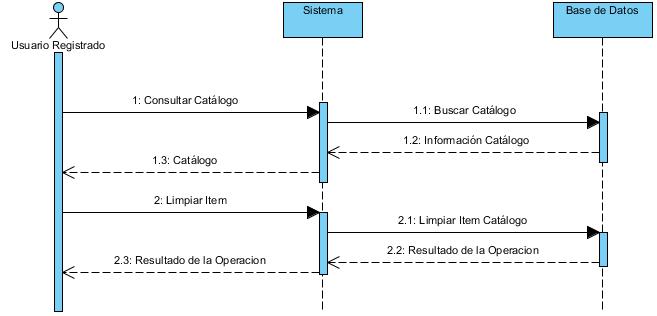 Sistema
Base de Datos
Usuario Registrado
1: Consultar Catálogo
1.1: Buscar Catálogo
1.2: Información Catálogo
1.3: Catálogo
2: Limpiar Item
2.1: Limpiar Item Catálogo
2.2: Resultado de la Operacion
2.3: Resultado de la Operacion